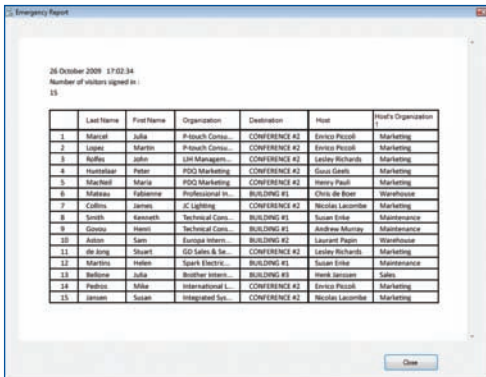 Emergency Report
26 October 2009 17:02:34
Number of visitors signed in :
15
Last Name First Name Organization Destination Host Host's Organization 1
1 Marcel Julia P-touch Consu... CONFERENCE #2 Enrico Piccoli Marketing
2 Lopez Martin P-touch Consu... CONFERENCE #2 Enrico Piccoli Marketing
3 Rolfes John LIH Managem... CONFERENCE #2 Lesley Richards Marketing
4 Huntelaar Peter PDQ Marketing CONFERENCE #2 Guus Geels Marketing
5 MacNeil Maria PDQ Marketing CONFERENCE #2 Henry Pauli Marketing
6 Mateau Fabienne Professional In... BUILDING #1 Chris de Boer Warehouse
7 Collins James JC Lighting CONFERENCE #2 Nicolas Lacombe Marketing
8 Smith Kenneth Technical Cons... BUILDING #1 Susan Enke Maintenance
9 Govou Henri Technical Cons... BUILDING #1 Andrew Murray Maintenance
10 Aston Sam Europa Intern... BUILDING #2 Laurant Papin Warehouse
11 de Jong Stuart GD Sales & Se... CONFERENCE #2 Lesley Richards Marketing
12 Martins Helen Spark Electric... BUILDING #1 Susan Enke Maintenance
13 Bellone Julia Brother Intern... BUILDING #3 Henk Janssen Sales
14 Pedros Mike International L... CONFERENCE #2 Enrico Piccoli Marketing
15 Jansen Susan Integrated Sys... CONFERENCE #2 Nicolas Lacombe Marketing
Close